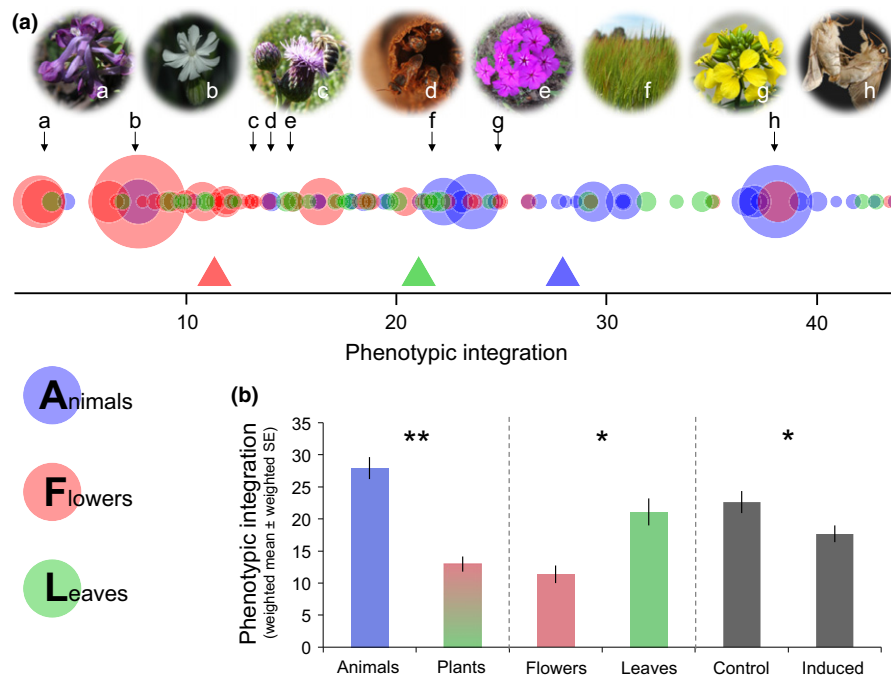 (a)
a b c d e f g h
a b c d e f g h
10 20 30 40
Phenotypic integration
Animals
Flowers
Leaves
(b)
Phenotypic integration
(weighted mean ± weighted SE)
35
30
25
20
15
10
5
0
** * *
Animals Plants Flowers Leaves Control Induced